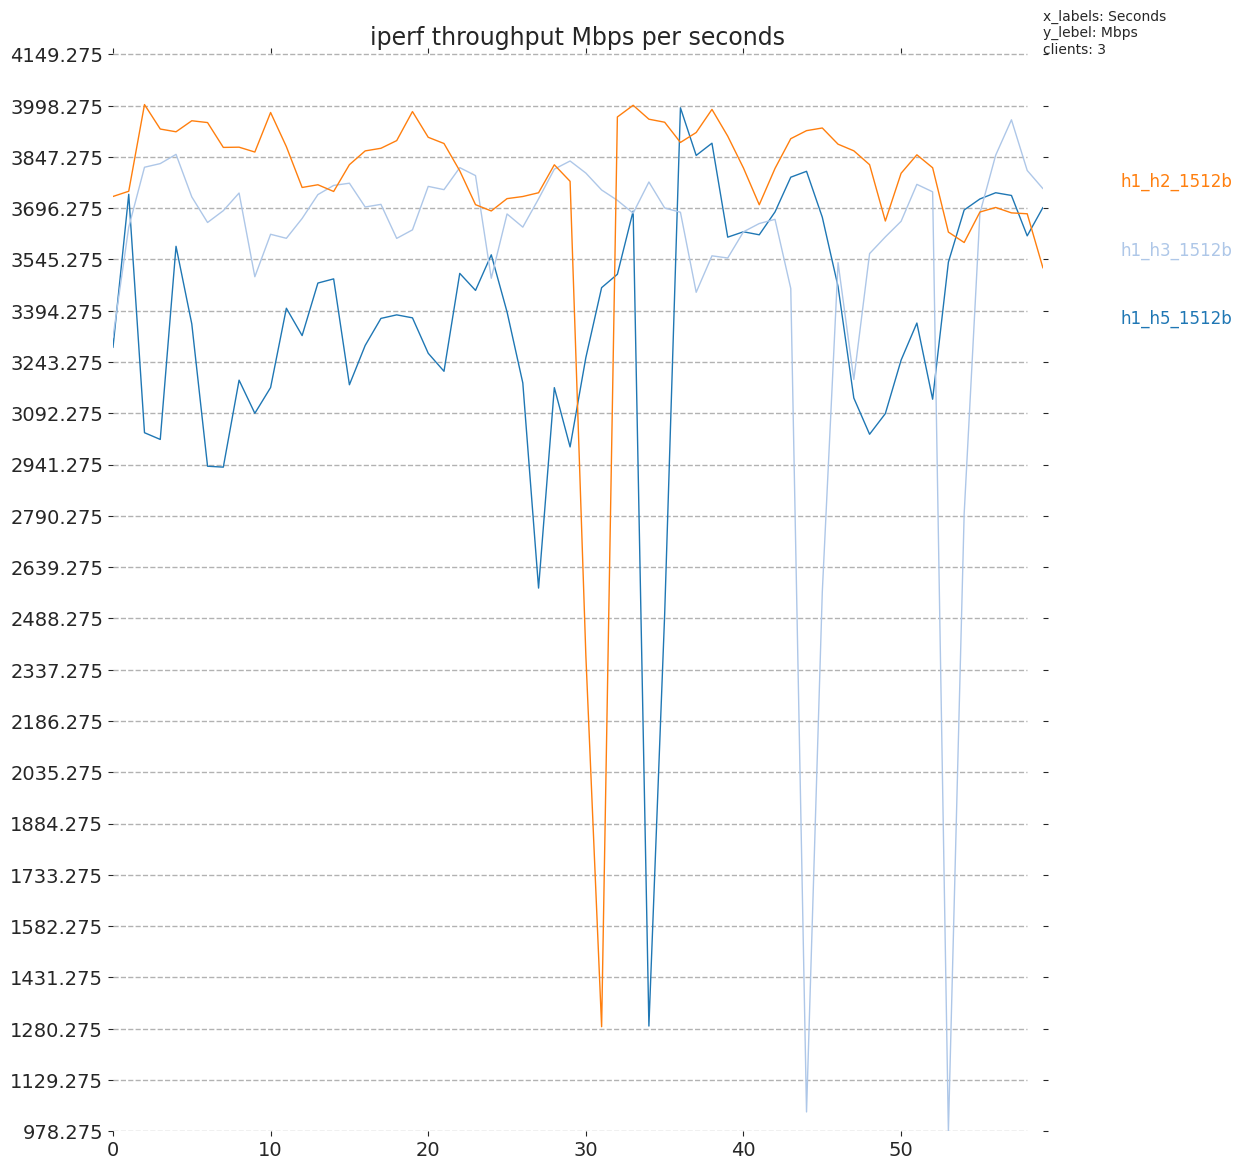 x_labels: Seconds
y_lebel: Mbps
clients: 3
iperf throughput Mbps per seconds
4149.275
3998.275
3847.275
3696.275
3545.275
3394.275
3243.275
3092.275
2941.275
2790.275
2639.275
2488.275
2337.275
2186.275
2035.275
1884.275
1733.275
1582.275
1431.275
1280.275
1129.275
978.275
0 10 20 30 40 50
h1_h2_1512b
h1_h3_1512b
h1_h5_1512b